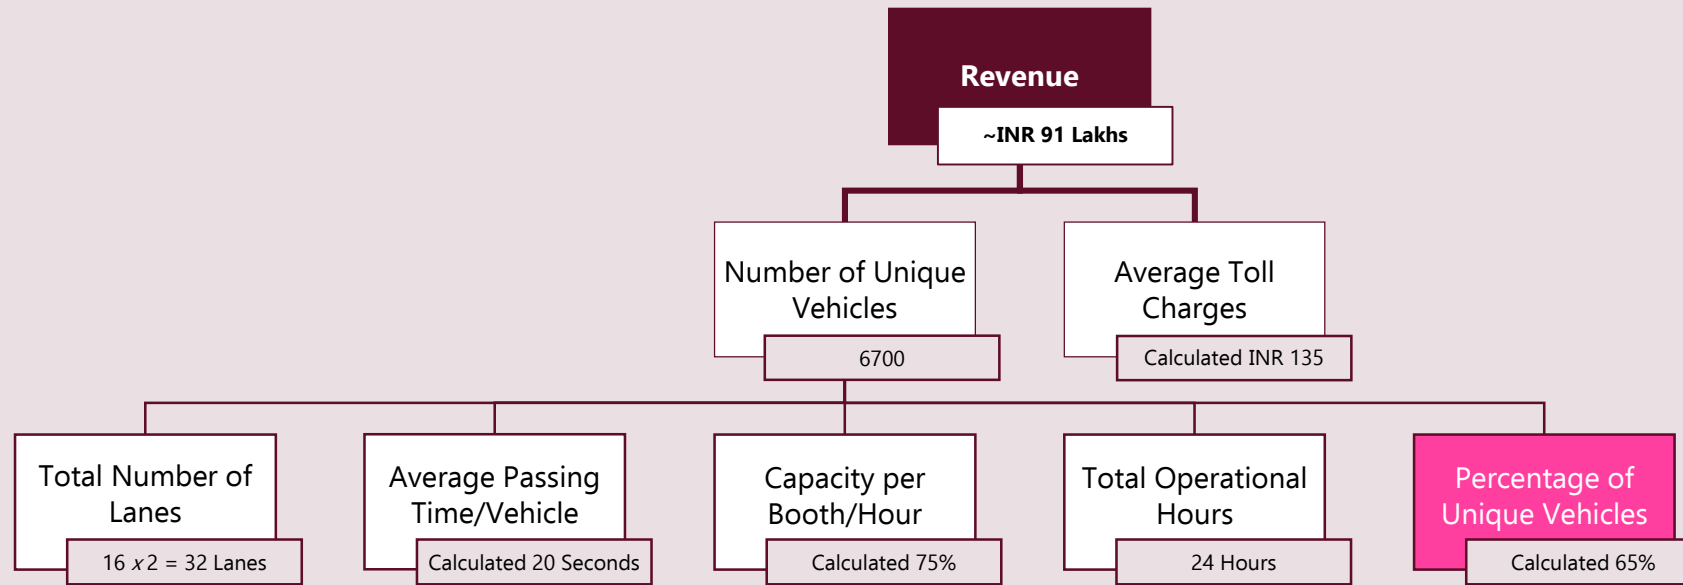 Revenue
~INR 91 Lakhs
Number of Unique
Vehicles
6700
Average Toll
Charges
Calculated INR 135
Total Number of
Lanes
16 x 2 = 32 Lanes
Average Passing
Time/Vehicle
Calculated 20 Seconds
Capacity per
Booth/Hour
Calculated 75%
Total Operational
Hours
24 Hours
Percentage of
Unique Vehicles
Calculated 65%